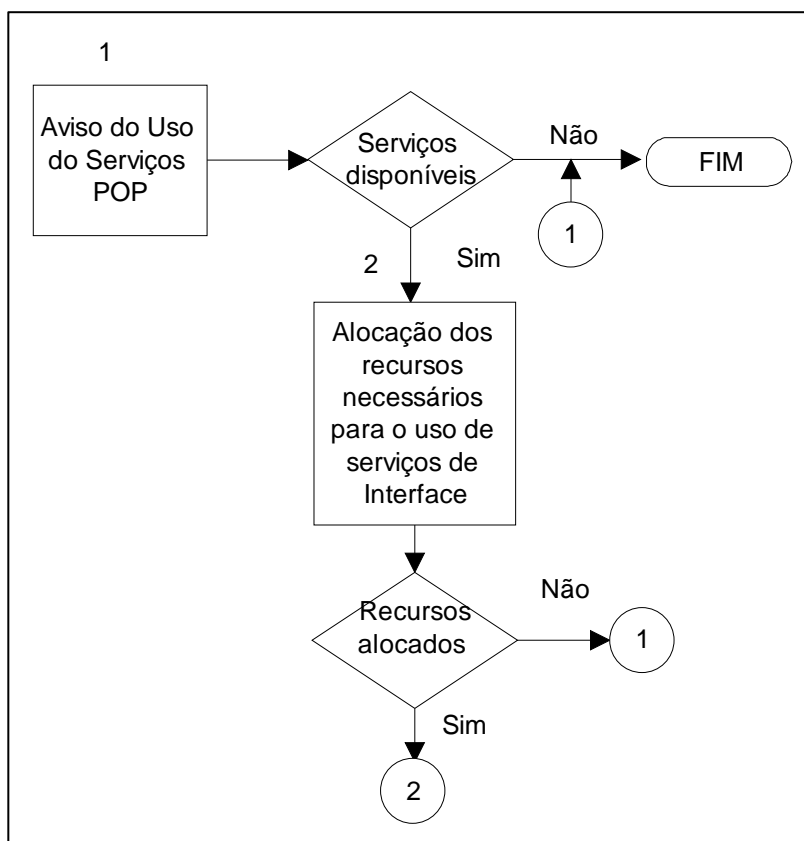 1
Aviso do Uso
do Serviços
POP
Serviços
disponíveis
Não
FIM
1
2
Sim
Alocação dos
recursos
necessários
para o uso de
serviços de
Interface
Recursos
alocados
Não
1
Sim
2